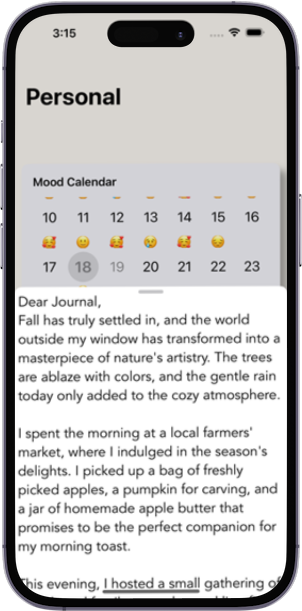 3:15
Personal
Mood Calendar
10 11 12 13 14 15 16
17 18 19 20 21 22 23
Dear Journal,
Fall has truly settled in, and the world
outside my window has transformed into a
masterpiece of nature's artistry. The trees
are ablaze with colors, and the gentle rain
today only added to the cozy atmosphere.
I spent the morning at a local farmers'
market, where I indulged in the season's
delights. I picked up a bag of freshly
picked apples, a pumpkin for carving, and
a jar of homemade apple butter that
promises to be the perfect companion for
my morning toast.
This evening, I hosted a small gathering of